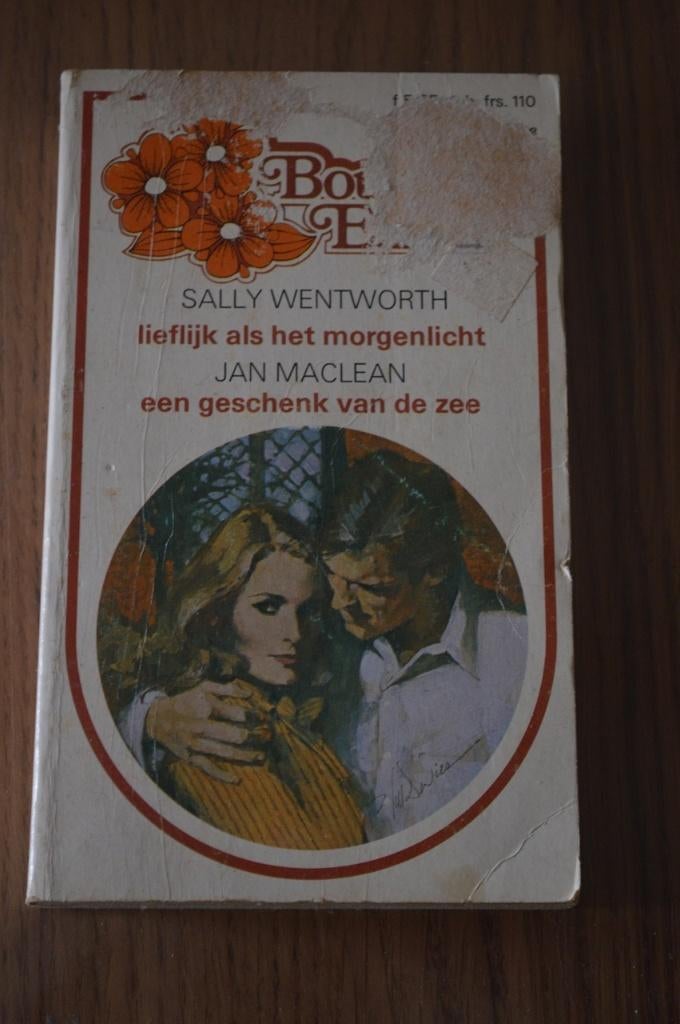 frs. 110
SALLY WENTWORTH
lieflijk als het morgenlicht
JAN MACLEAN
een geschenk van de zee